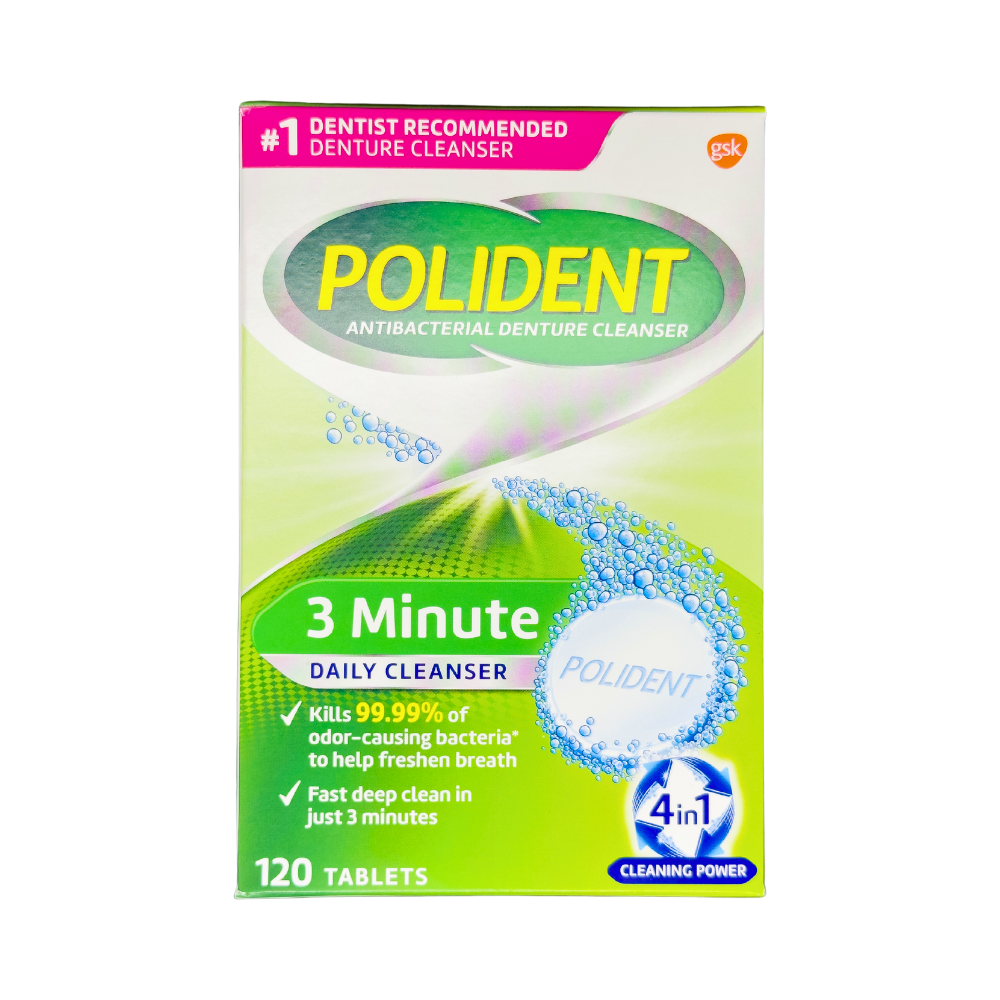 #1 DENTIST RECOMMENDED
DENTURE CLEANSER
gsk
POLIDENT
ANTIBACTERIAL DENTURE CLEANSER
3 Minute
DAILY CLEANSER
POLIDENT
✓ Kills 99.99% of
odor-causing bacteria*
to help freshen breath
✓ Fast deep clean in
just 3 minutes
4in1
CLEANING POWER
120 TABLETS